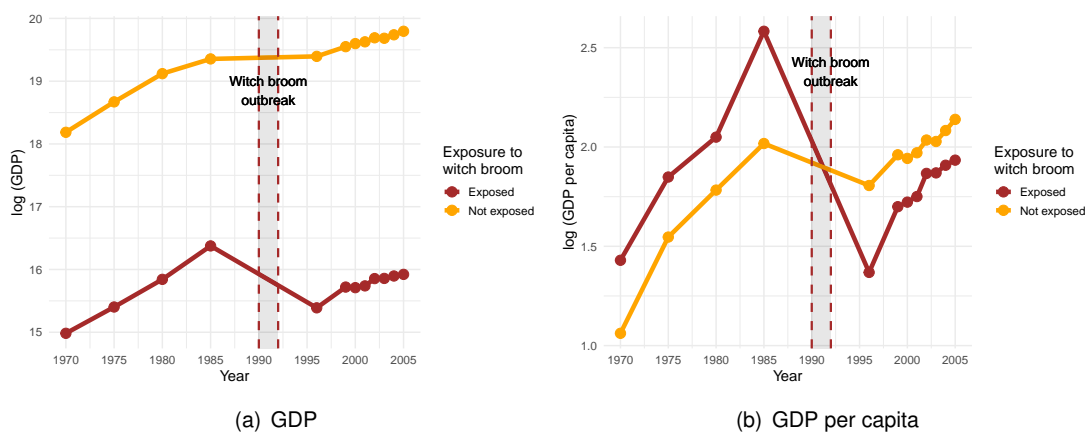 20
19
18
17
16
15
log (GDP)
Witch broom
outbreak
1970 1975 1980 1985 1990 1995 2000 2005
Year
Exposure to
witch broom
Exposed
Not exposed
(a) GDP
2.5
2.0
1.5
1.0
log (GDP per capita)
Witch broom
outbreak
1970 1975 1980 1985 1990 1995 2000 2005
Year
Exposure to
witch broom
Exposed
Not exposed
(b) GDP per capita